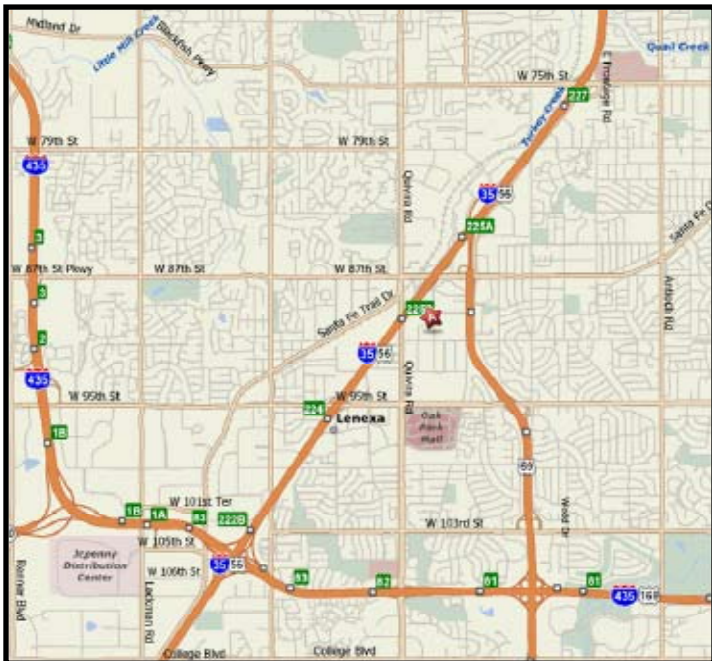 Midland Dr
Little Mill Creek
Blackfish Pkwy
W 75th St
Quail Creek
E Frontage Rd
227
Turkey Creek
W 79th St
W 79th St
435
Quivira Rd
35
56
225A
Santa Fe Dr
3
W 87th St Pkwy
W 87th St
W 87th St
3
Santa Fe Trail Dr
Antioch Rd
2
35
56
435
W 95th St
Quivira Rd
W 95th St
224
Lenexa
Oak
Park
Mall
1B
69
W 101st Ter
1B
1A
83
222B
W 103rd St
W 105th St
JCpenny
Distribution
Center
W 106th St
35
56
83
82
81
81
435
169
Renner Blvd
Lackman Rd
College Blvd
College Blvd